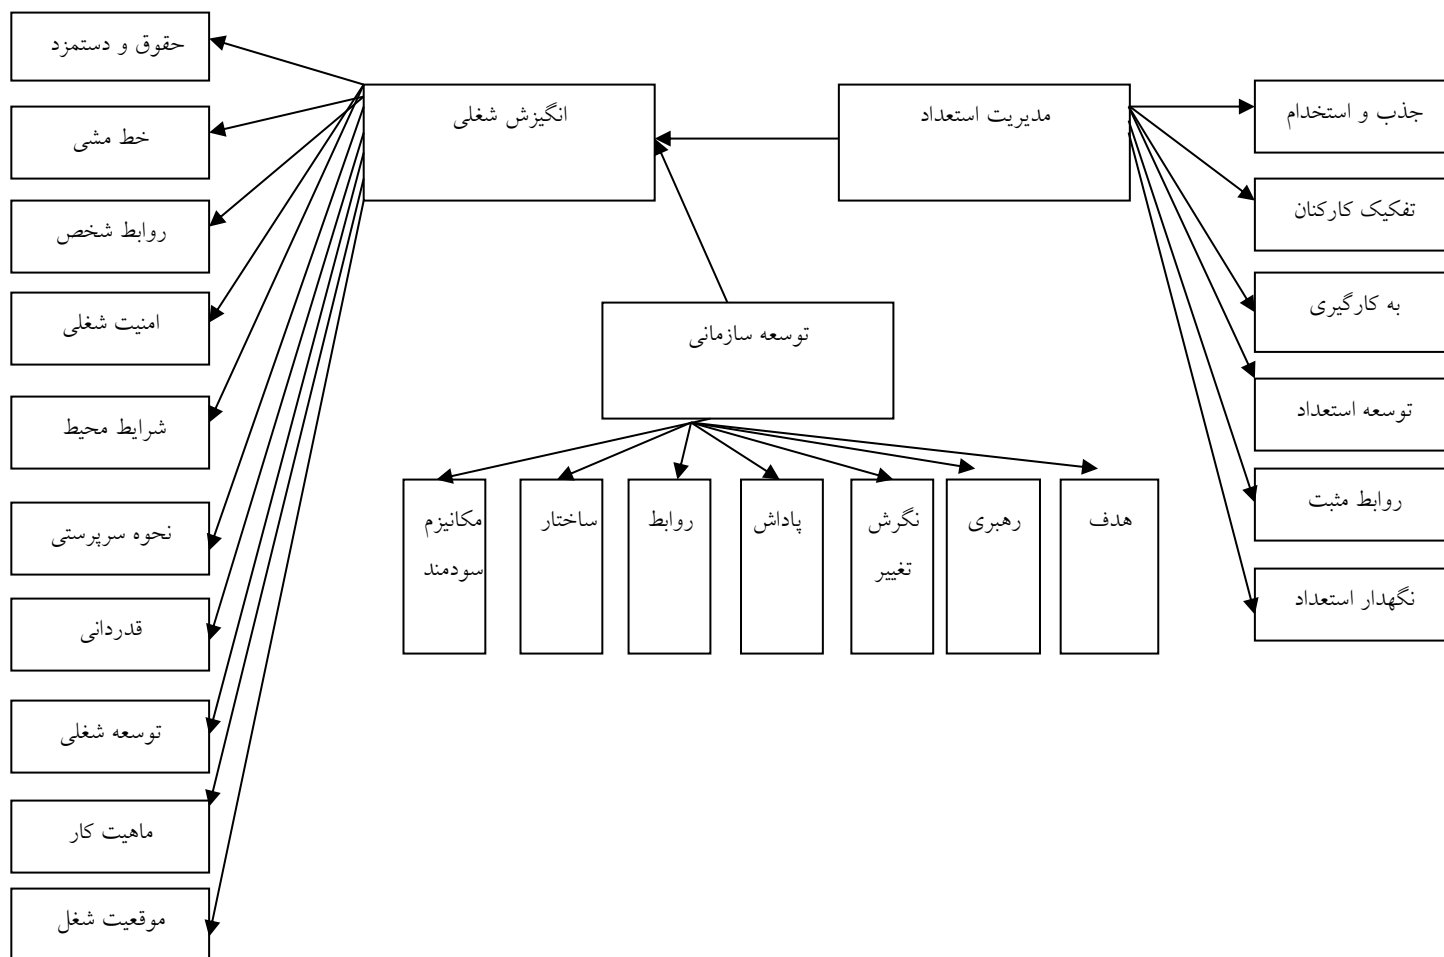 مدیریت استعداد
جذب و استخدام
تفکیک کارکنان
به کارگیری
توسعه استعداد
روابط مثبت
نگهدار استعداد
توسعه سازمانی
هدف
رهبری
نگرش
تغییر
پاداش
روابط
ساختار
مکانیزم
سودمند
انگیزش شغلی
حقوق و دستمزد
خط مشی
روابط شخص
امنیت شغلی
شرایط محیط
نحوه سرپرستی
قدردانی
توسعه شغلی
ماهیت کار
موقعیت شغل